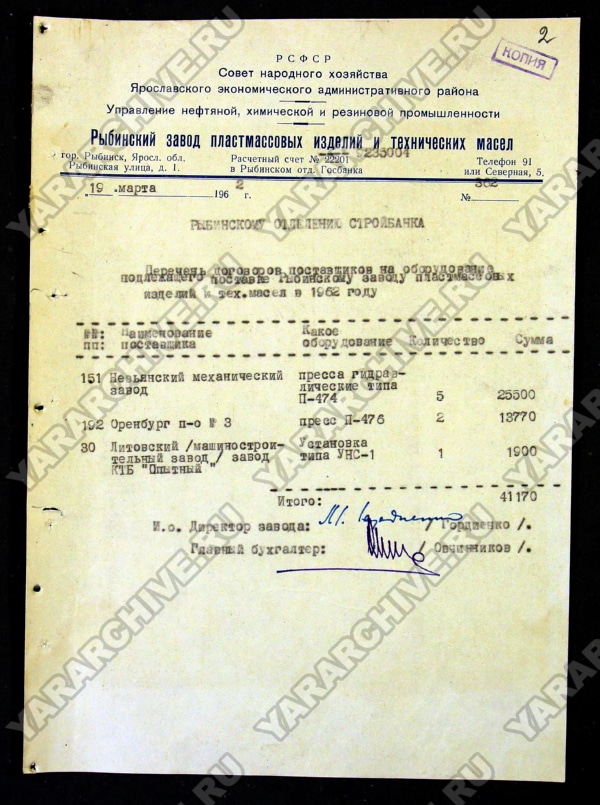 2
КОПИЯ
РСФСР
Совет народного хозяйства
Ярославского экономического административного района
Управление нефтяной, химической и резиновой промышленности
Рыбинский завод пластмассовых изделий и технических масел
гор. Рыбинск, Яросл. обл. Расчетный счет № 22201 235004 Телефон 91
Рыбинская улица, д. 1. в Рыбинском отд. Госбанка или Северная, 5.
„ 19 .марта 196 2 г. № 362
РЫБИНСКОМУ ОТДЕЛЕНИЮ СТРОЙБАНКА
Перечень договоров поставщиков на оборудование
подлежащего поставке Рыбинскому заводу пластмассовых
изделий и тех.масел в 1962 году
№№: Наименование Какое Количество Сумма
пп: поставщика оборудование
151 Невьянский механический пресса гидрав-
завод лические типа
П-474 5 25500
192 Оренбург п-о № 3 пресс П-476 2 13770
30 Литовский /машинострои- Установка
тельный завод / завод типа УНС-1 1 1900
КТБ "Опытный"
Итого: 41170
И.о. Директор завода: Гордиенко /.
Главный бухгалтер: / Овчинников /.
YARARCHIVE.RU